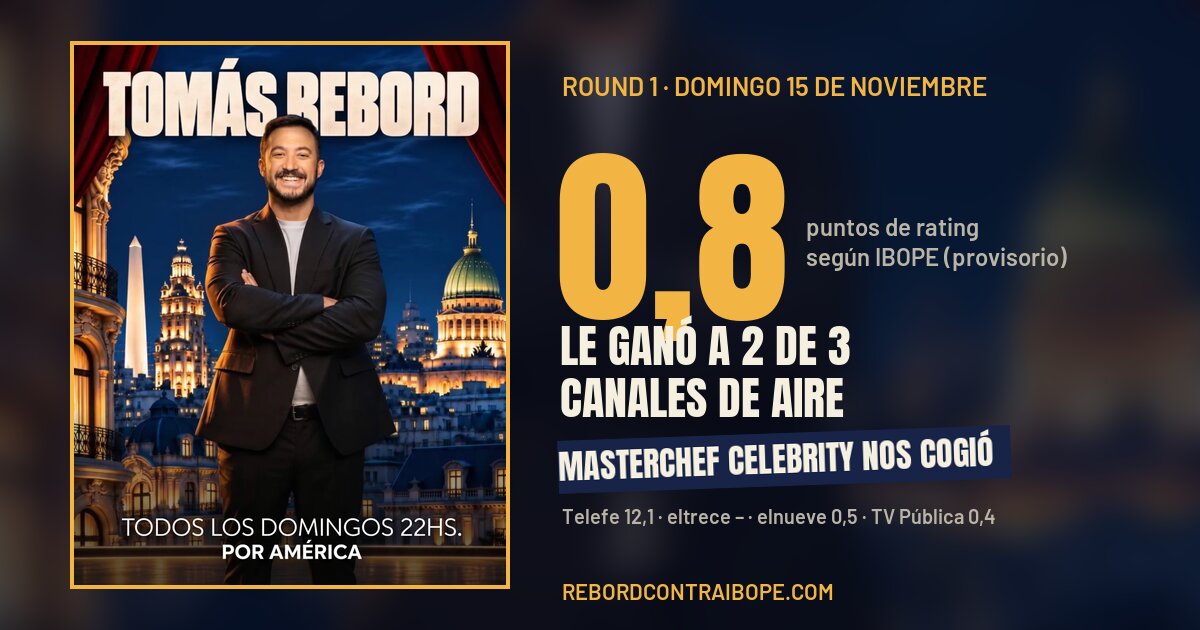 TOMÁS REBORD
TODOS LOS DOMINGOS 22HS.
POR AMÉRICA
ROUND 1 · DOMINGO 15 DE NOVIEMBRE
0,8
puntos de rating
según IBOPE (provisorio)
LE GANÓ A 2 DE 3
CANALES DE AIRE
MASTERCHEF CELEBRITY NOS COGIÓ
Telefe 12,1 · eltrece – · elnueve 0,5 · TV Pública 0,4
REBORDCONTRAIBOPE.COM